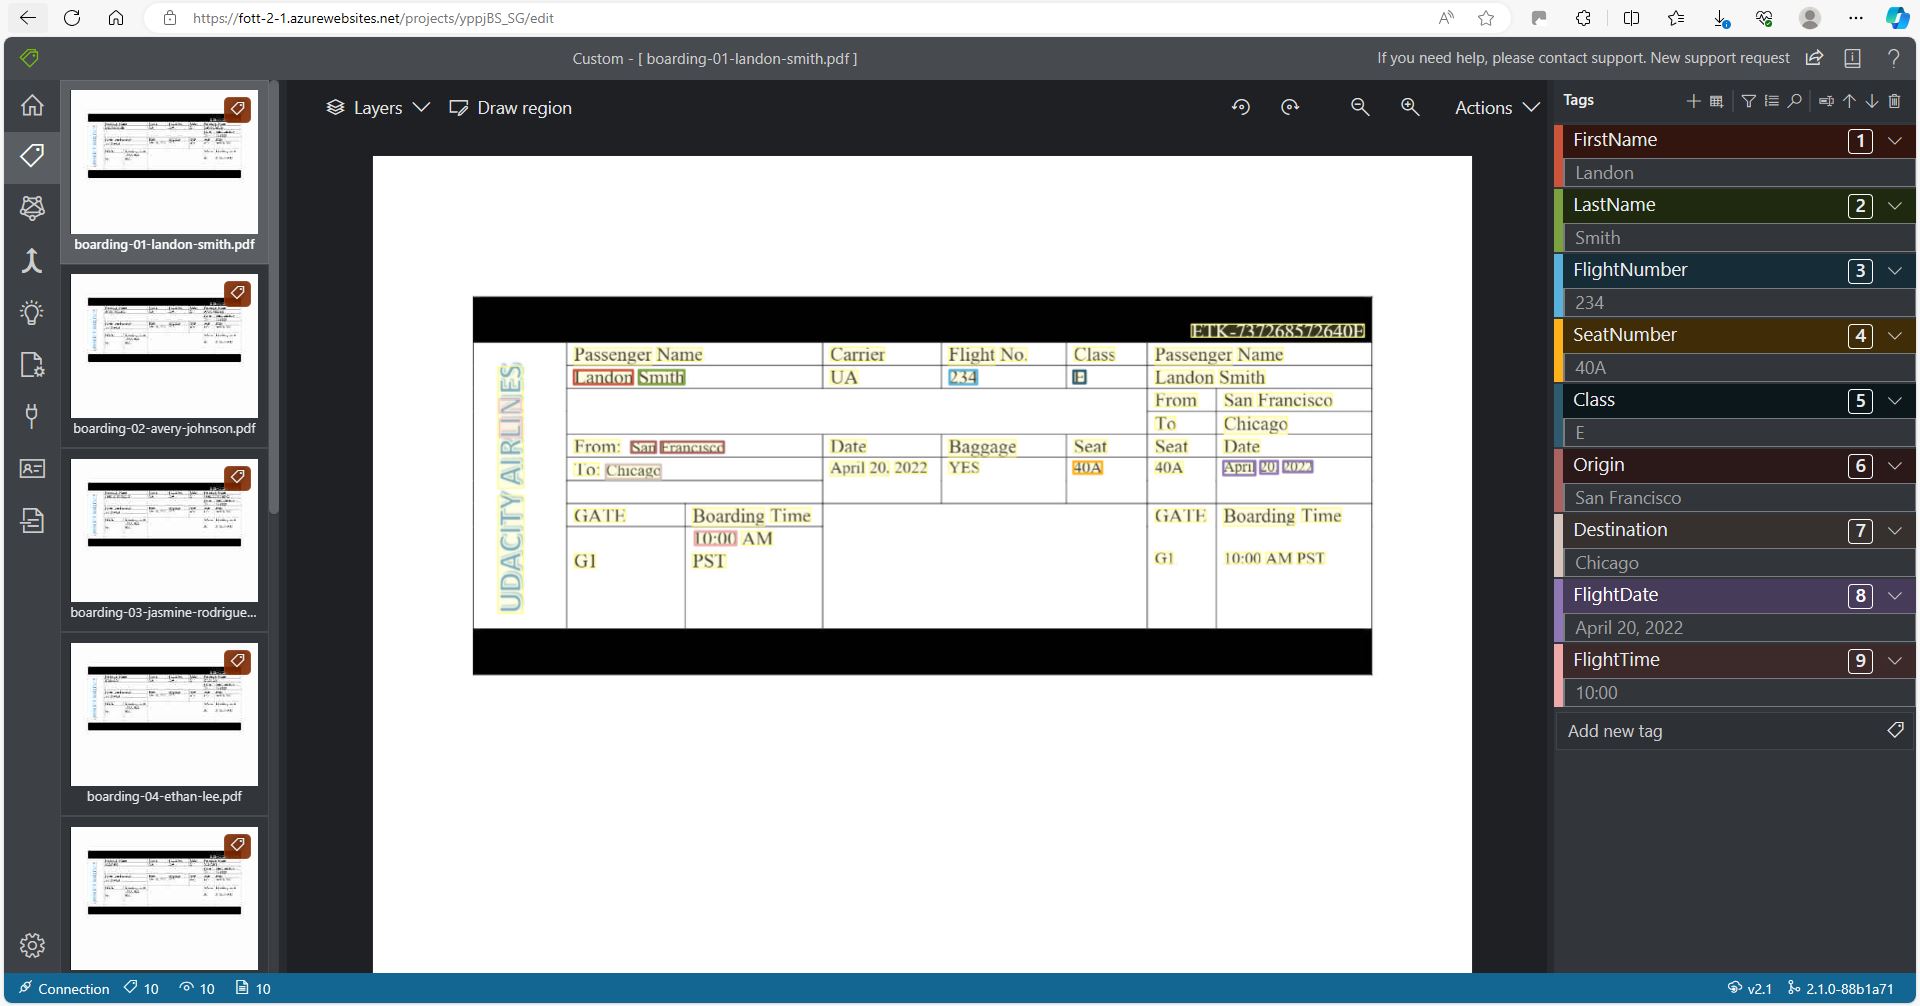 https://fott-2-1.azurewebsites.net/projects/yppjBS_SG/edit
Custom - [ boarding-01-landon-smith.pdf ]
If you need help, please contact support. New support request
boarding-01-landon-smith.pdf
boarding-02-avery-johnson.pdf
boarding-03-jasmine-rodrigue...
boarding-04-ethan-lee.pdf
Layers
Draw region
Actions
ETK-737268572640E
UDACITY AIRLINES
Passenger Name Carrier Flight No. Class Passenger Name
Landon Smith UA 234 E Landon Smith
From San Francisco
To Chicago
From: San Francisco Date Baggage Seat Seat Date
To: Chicago April 20, 2022 YES 40A 40A April 20 2022
GATE Boarding Time GATE Boarding Time
10:00 AM
G1 PST G1 10:00 AM PST
Tags
FirstName 1
Landon
LastName 2
Smith
FlightNumber 3
234
SeatNumber 4
40A
Class 5
E
Origin 6
San Francisco
Destination 7
Chicago
FlightDate 8
April 20, 2022
FlightTime 9
10:00
Add new tag
Connection 10 10 10
v2.1 2.1.0-88b1a71